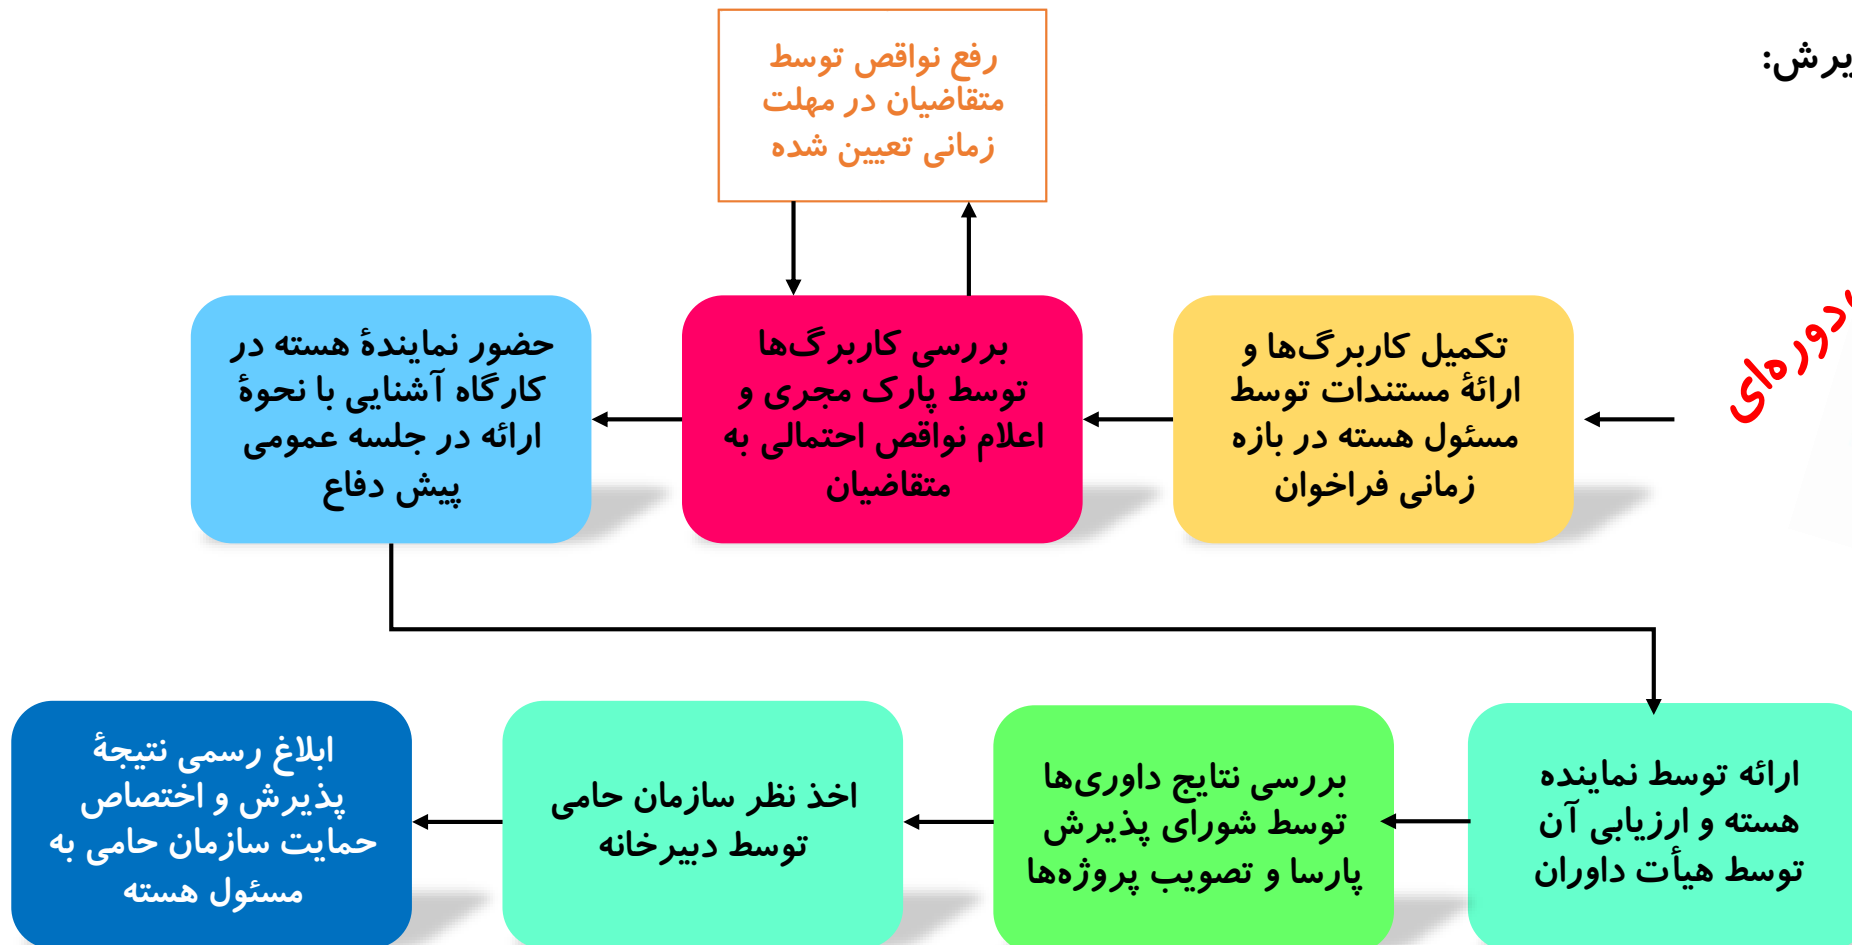 رفع نواقص توسط
متقاضیان در مهلت
زمانی تعیین شده
تکمیل کاربرگ‌ها و
ارائهٔ مستندات توسط
مسئول هسته در بازه
زمانی فراخوان
بررسی کاربرگ‌ها
توسط پارک مجری و
اعلام نواقص احتمالی به
متقاضیان
حضور نمایندهٔ هسته در
کارگاه آشنایی با نحوهٔ
ارائه در جلسه عمومی
پیش دفاع
ارائه توسط نماینده
هسته و ارزیابی آن
توسط هیأت داوران
بررسی نتایج داوری‌ها
توسط شورای پذیرش
پارسا و تصویب پروژه‌ها
اخذ نظر سازمان حامی
توسط دبیرخانه
ابلاغ رسمی نتیجهٔ
پذیرش و اختصاص
حمایت سازمان حامی به
مسئول هسته